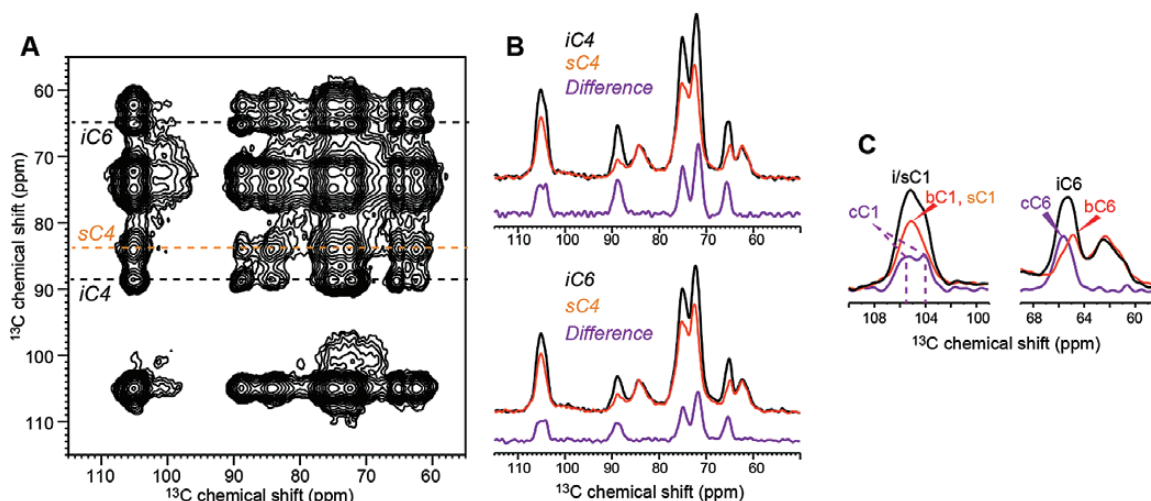 A
60
70
80
90
100
110
¹³C chemical shift (ppm)
iC6
sC4
iC4
110 100 90 80 70 60
¹³C chemical shift (ppm)
B
iC4
sC4
Difference
110 100 90 80 70 60
iC6
sC4
Difference
110 100 90 80 70 60
¹³C chemical shift (ppm)
C
i/sC1
cC1
bC1, sC1
108 104 100
iC6
cC6
bC6
68 64 60
¹³C chemical shift (ppm)